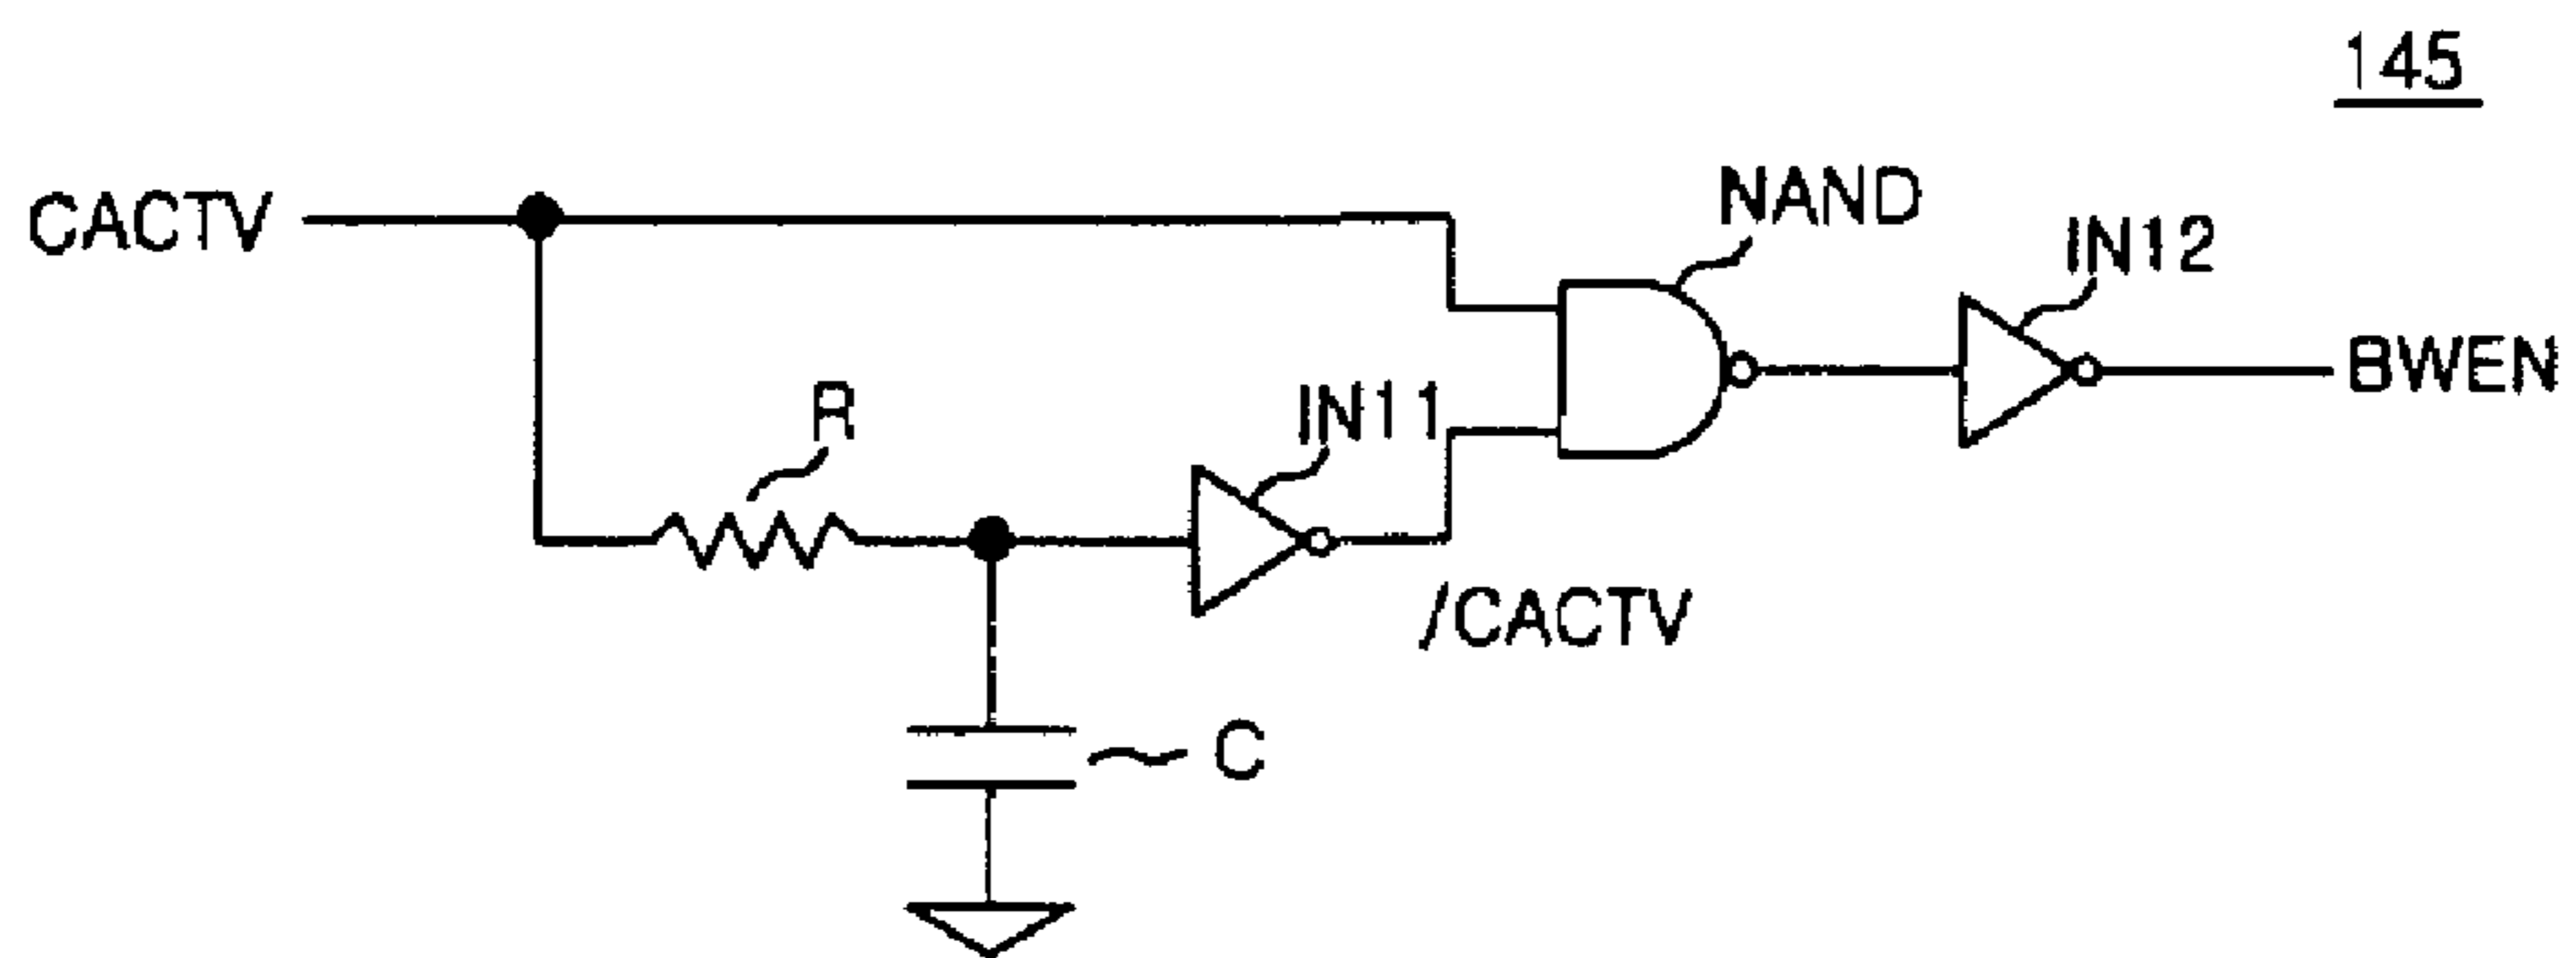 145
CACTV
NAND
IN12
BWEN
R
IN11
/CACTV
C